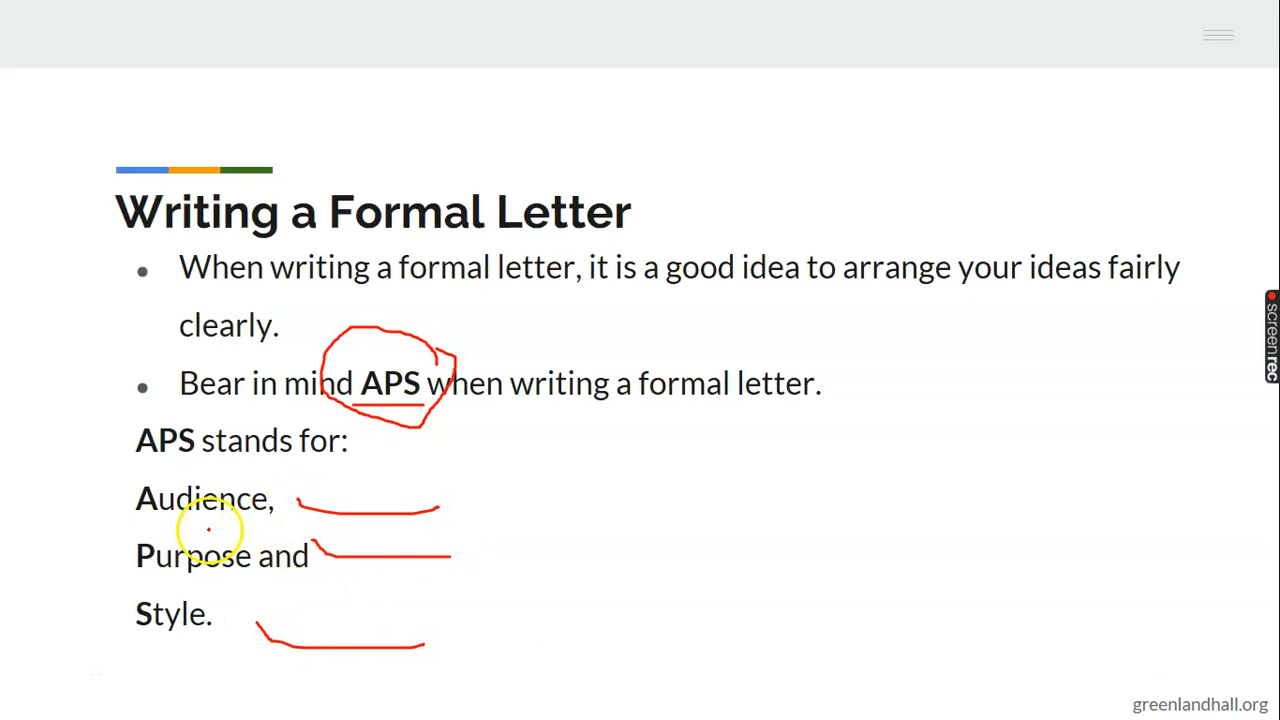 Writing a Formal Letter
● When writing a formal letter, it is a good idea to arrange your ideas fairly
clearly.
● Bear in mind APS when writing a formal letter.
APS stands for:
Audience,
Purpose and
Style.
screenrec
greenlandhall.org